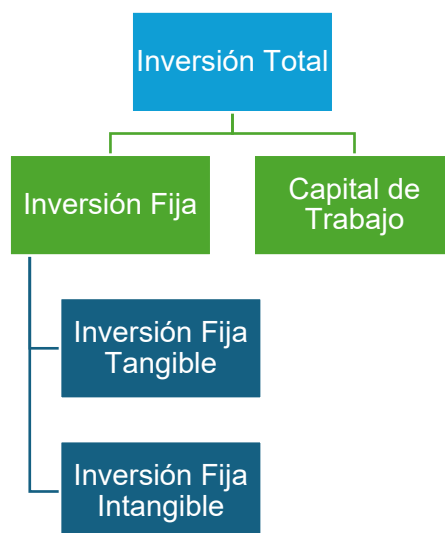 Inversión Total
Inversión Fija
Capital de
Trabajo
Inversión Fija
Tangible
Inversión Fija
Intangible